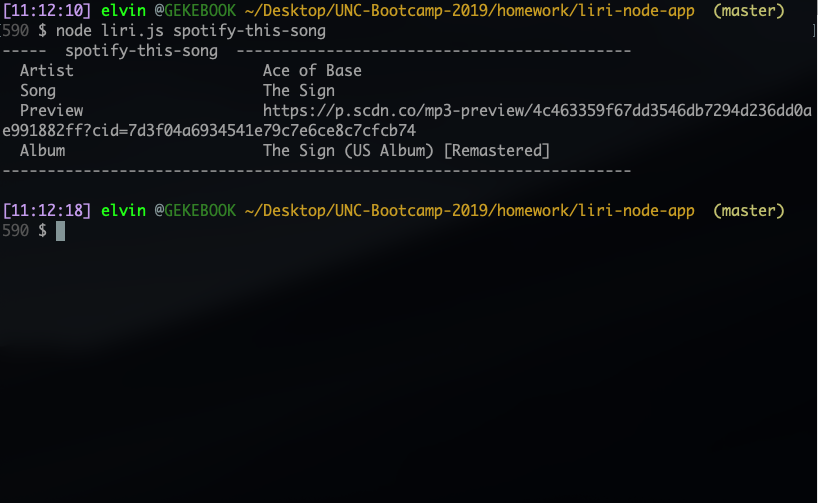 [11:12:10] elvin @GEKEBOOK ~/Desktop/UNC-Bootcamp-2019/homework/liri-node-app  (master)
[590 $ node liri.js spotify-this-song ]
-----  spotify-this-song  --------------------------------------------
  Artist                     Ace of Base
  Song                       The Sign
  Preview                    https://p.scdn.co/mp3-preview/4c463359f67dd3546db7294d236dd0a
e991882ff?cid=7d3f04a6934541e79c7e6ce8c7cfcb74
  Album                      The Sign (US Album) [Remastered]
----------------------------------------------------------------------
[11:12:18] elvin @GEKEBOOK ~/Desktop/UNC-Bootcamp-2019/homework/liri-node-app  (master)
590 $